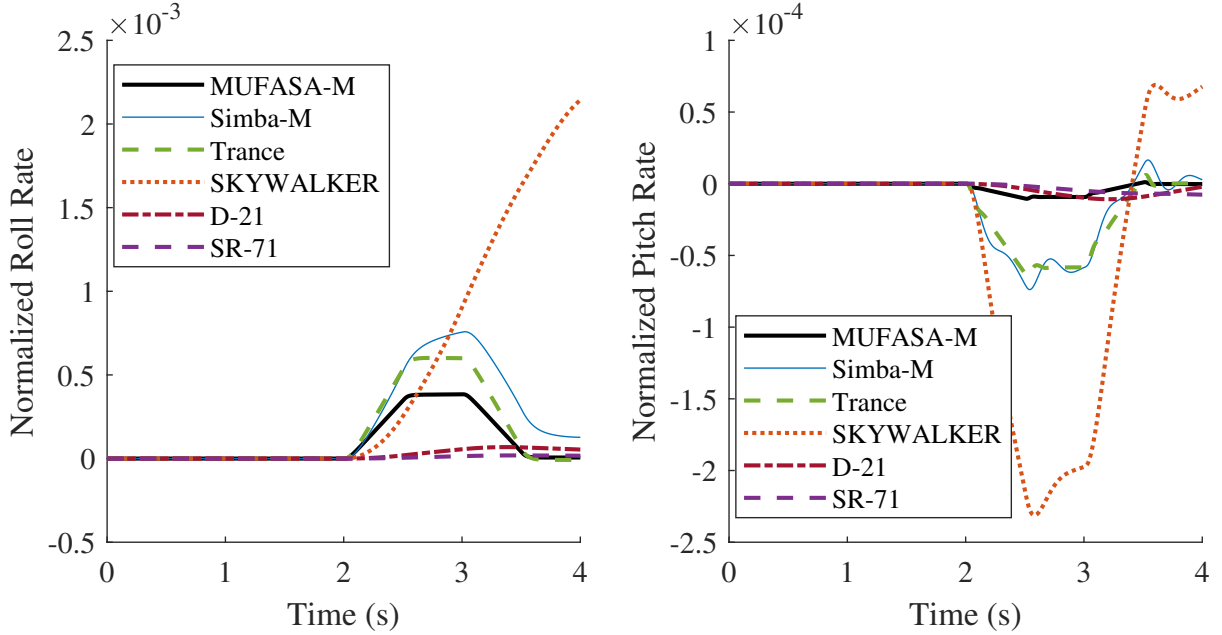 ×10-3
2.5
2
1.5
1
0.5
0
-0.5
Normalized Roll Rate
MUFASA-M
Simba-M
Trance
SKYWALKER
D-21
SR-71
0 1 2 3 4
Time (s)
×10-4
1
0.5
0
-0.5
-1
-1.5
-2
-2.5
Normalized Pitch Rate
MUFASA-M
Simba-M
Trance
SKYWALKER
D-21
SR-71
0 1 2 3 4
Time (s)